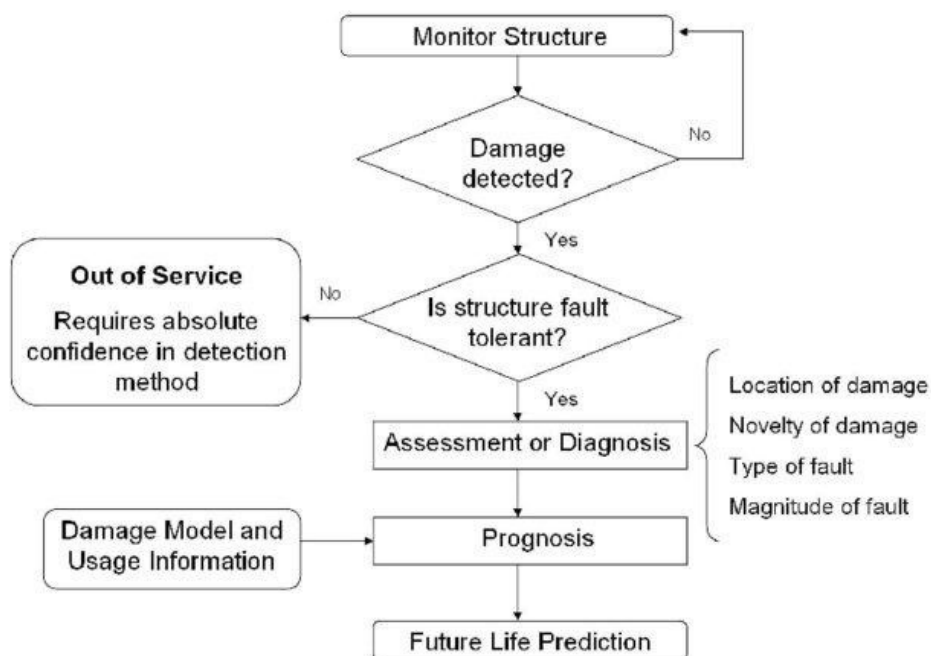 Monitor Structure
Damage
detected?
No
Yes
Out of Service
Requires absolute
confidence in detection
method
No
Is structure fault
tolerant?
Yes
Assessment or Diagnosis
Location of damage
Novelty of damage
Type of fault
Magnitude of fault
Damage Model and
Usage Information
Prognosis
Future Life Prediction